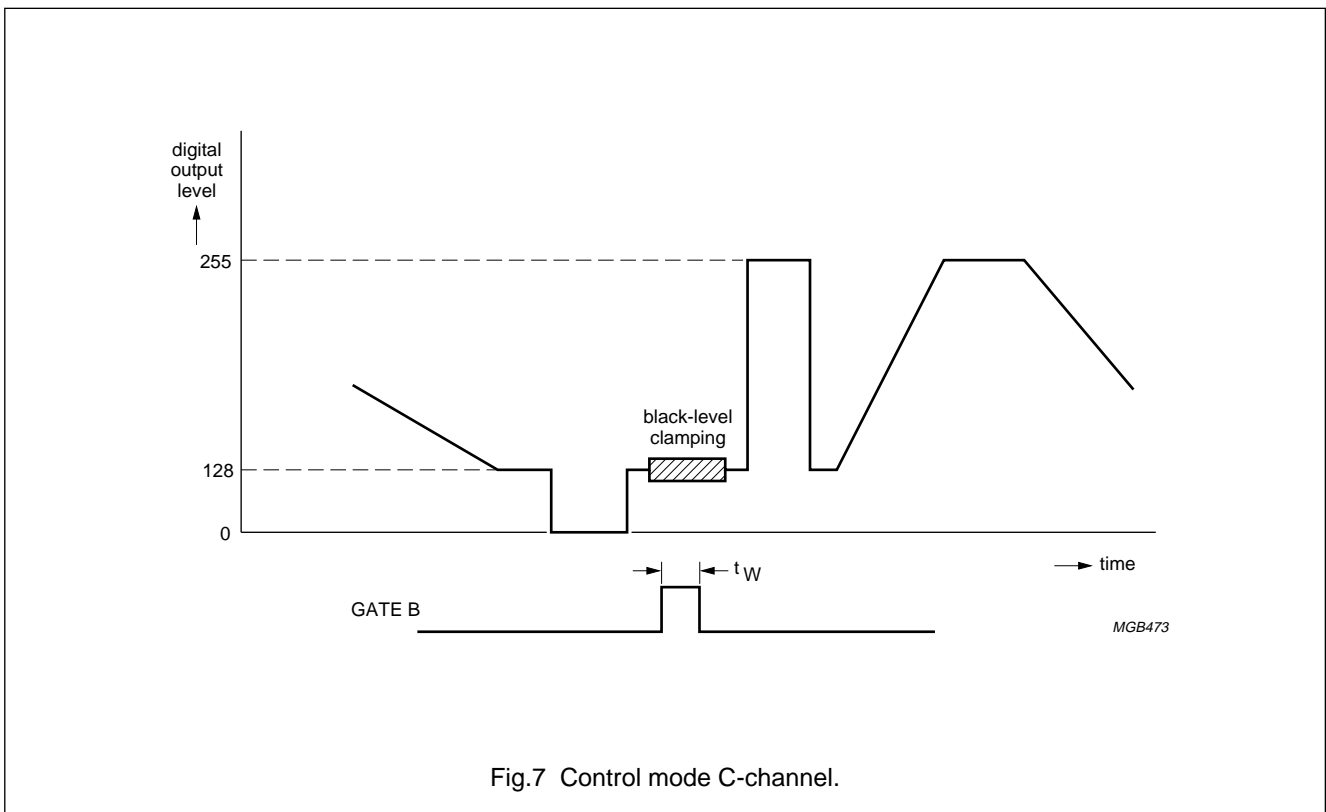 digital
output
level
255
black-level
clamping
128
0
time
t W
GATE B
MGB473
Fig.7 Control mode C-channel.